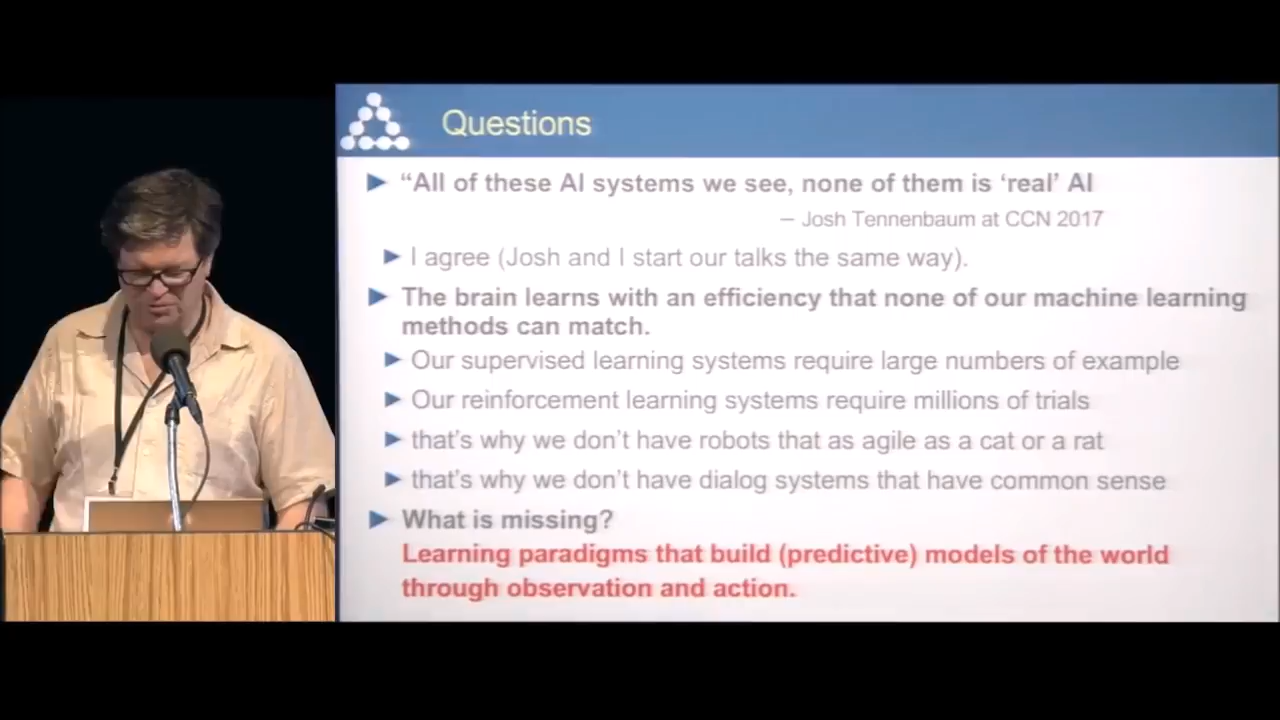 Questions
“All of these AI systems we see, none of them is ‘real’ AI
– Josh Tennenbaum at CCN 2017
I agree (Josh and I start our talks the same way).
The brain learns with an efficiency that none of our machine learning
methods can match.
Our supervised learning systems require large numbers of example
Our reinforcement learning systems require millions of trials
that’s why we don’t have robots that as agile as a cat or a rat
that’s why we don’t have dialog systems that have common sense
What is missing?
Learning paradigms that build (predictive) models of the world
through observation and action.